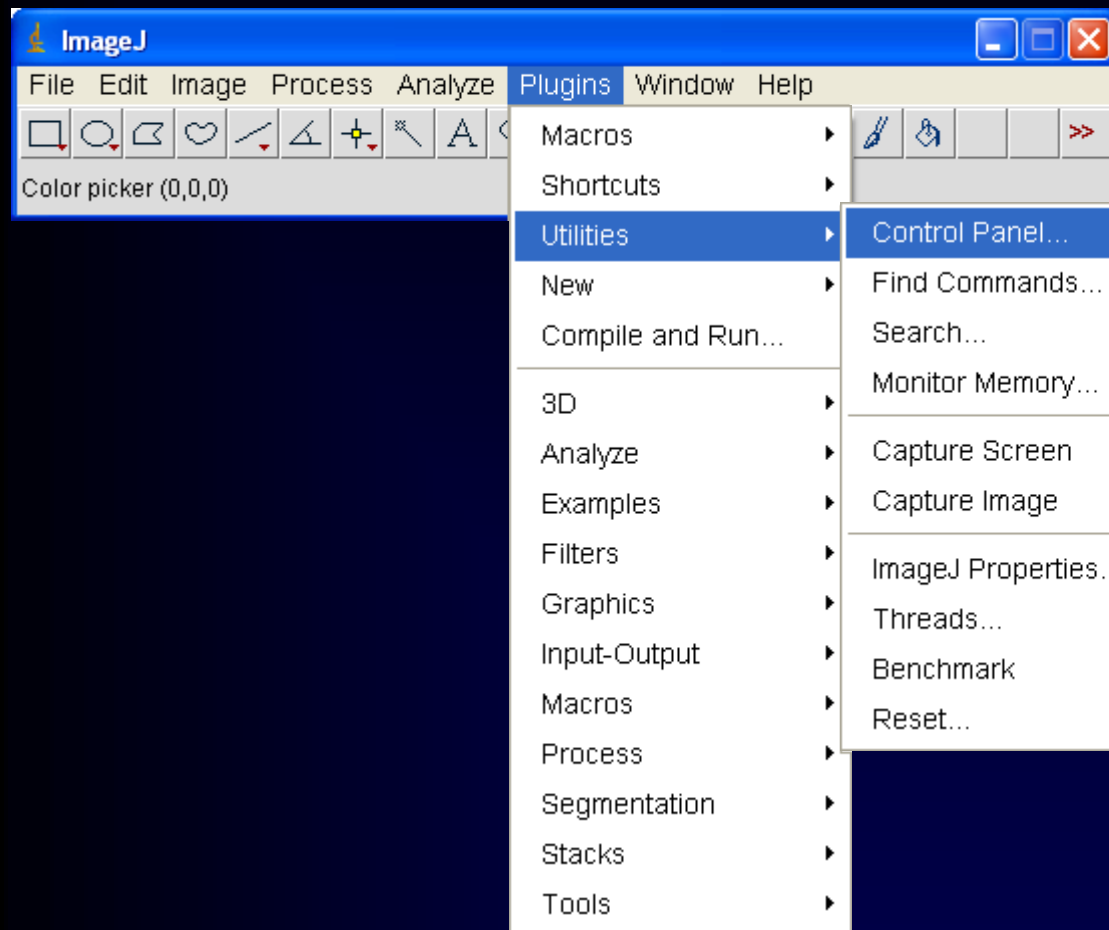 ImageJ
File Edit Image Process Analyze Plugins Window Help
A
>>
Color picker (0,0,0)
Macros
Shortcuts
Utilities
New
Compile and Run...
3D
Analyze
Examples
Filters
Graphics
Input-Output
Macros
Process
Segmentation
Stacks
Tools
Control Panel...
Find Commands...
Search...
Monitor Memory...
Capture Screen
Capture Image
ImageJ Properties.
Threads...
Benchmark
Reset...